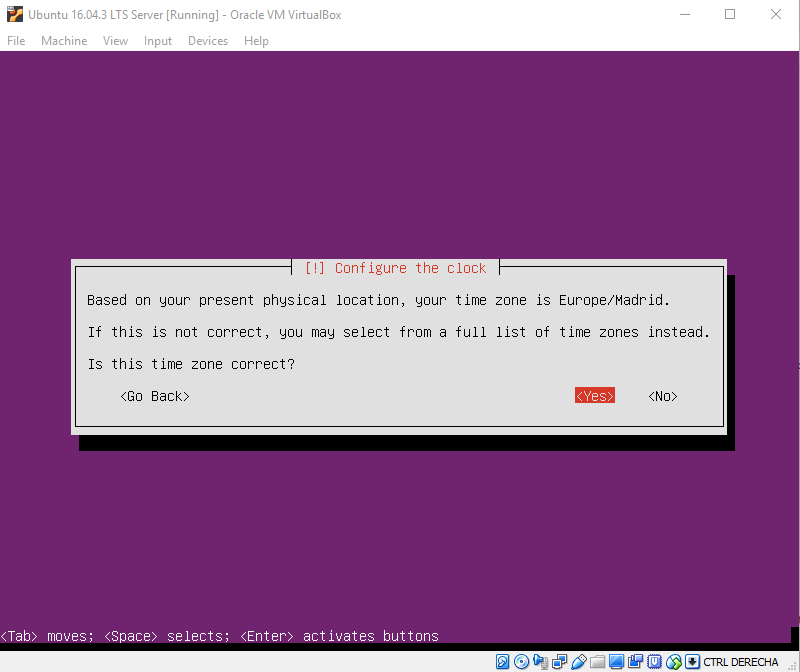 Ubuntu 16.04.3 LTS Server [Running] - Oracle VM VirtualBox
File Machine View Input Devices Help
[!] Configure the clock
Based on your present physical location, your time zone is Europe/Madrid.
If this is not correct, you may select from a full list of time zones instead.
Is this time zone correct?
<Go Back> <Yes> <No>
<Tab> moves; <Space> selects; <Enter> activates buttons
CTRL DERECHA